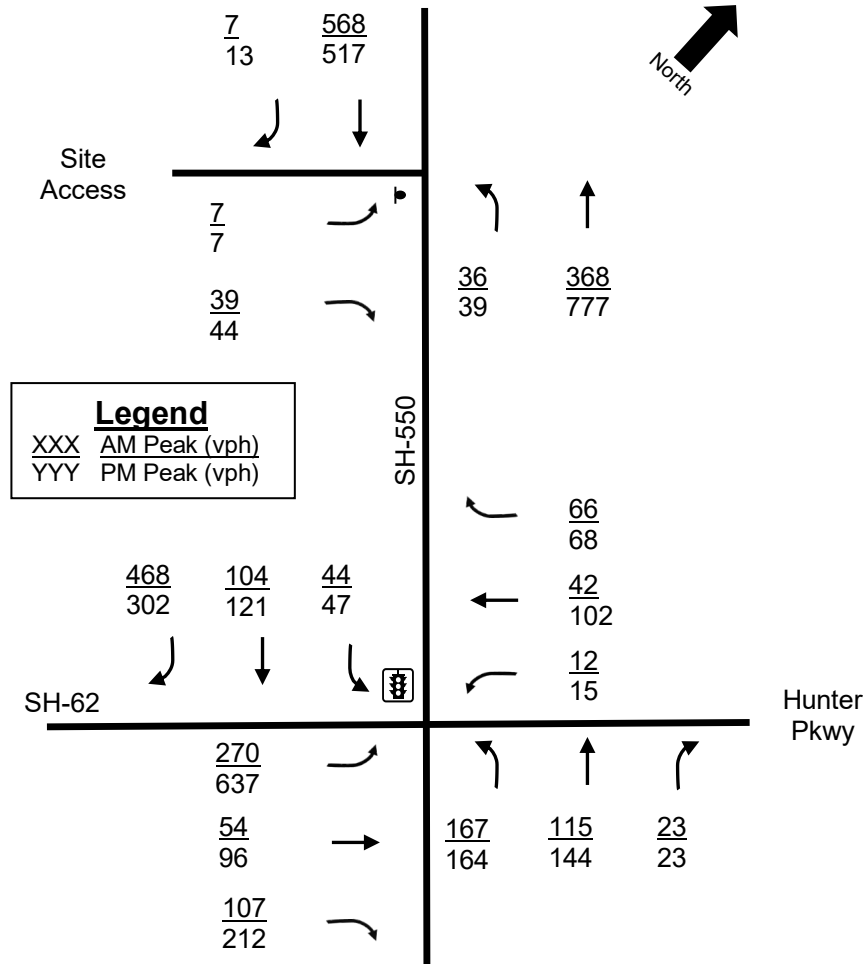 7 568
13 517
North
Site
Access
7
7
39
44
36 368
39 777
Legend
XXX AM Peak (vph)
YYY PM Peak (vph)
SH-550
66
68
468 104 44
302 121 47
42
102
12
15
SH-62
Hunter
Pkwy
270
637
54
96
167 115 23
164 144 23
107
212